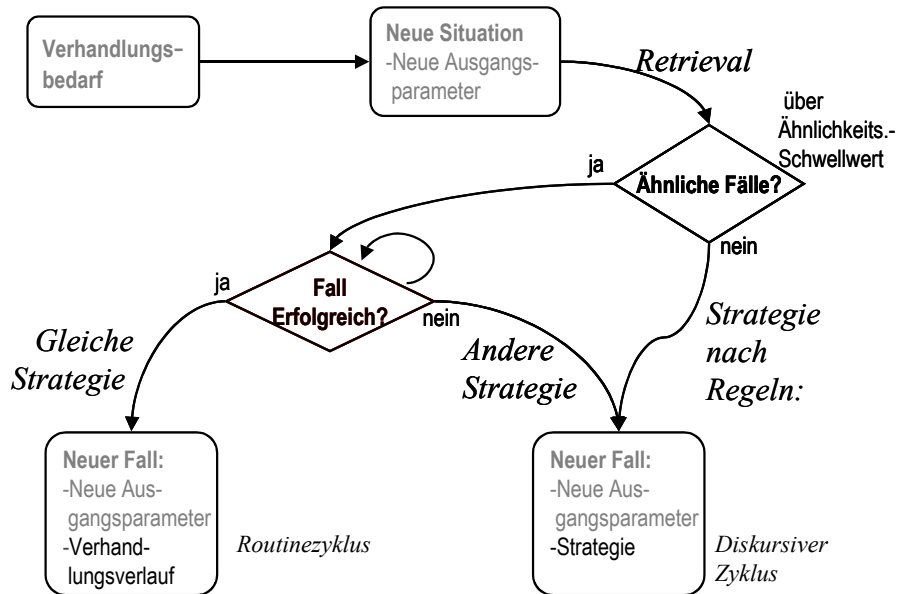 Verhandlungs-
bedarf
Neue Situation
-Neue Ausgangs-
parameter
Retrieval
über
Ähnlichkeits.-
Schwellwert
ja
Ähnliche Fälle?
nein
ja
Fall
Erfolgreich?
nein
Gleiche
Strategie
Andere
Strategie
Strategie
nach
Regeln:
Neuer Fall:
-Neue Aus-
gangsparameter
-Verhand-
lungsverlauf
Routinezyklus
Neuer Fall:
-Neue Aus-
gangsparameter
-Strategie
Diskursiver
Zyklus